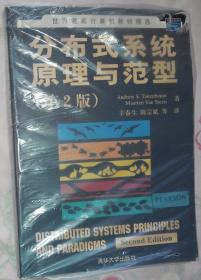 世界著名计算机教材精选
分布式系统
原理与范型
（第2版）
Andrew S. Tanenbaum
Maarten Van Steen
著
辛春生 陈宗斌 等 译
PEARSON
DISTRIBUTED SYSTEMS PRINCIPLES
AND PARADIGMS
Second Edition
清华大学出版社